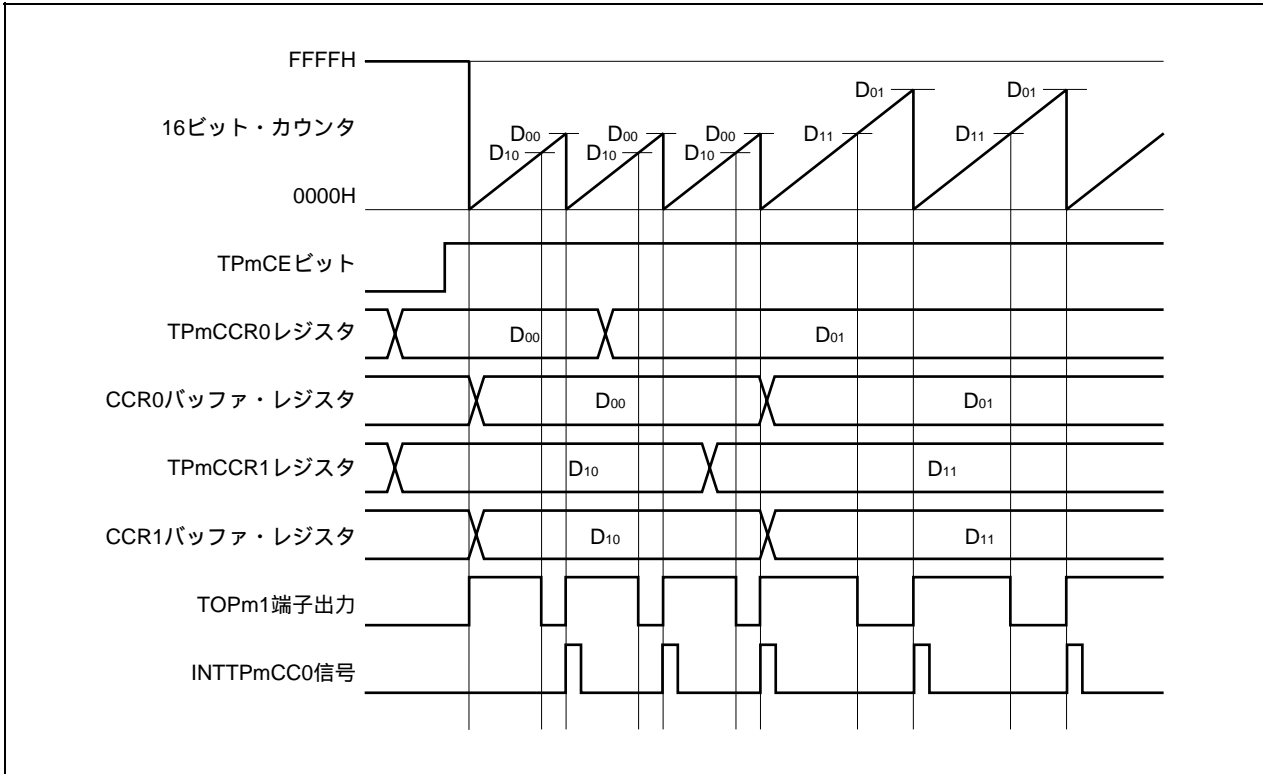 FFFFH
16ビット・カウンタ
0000H
D00 D00 D00 D01 D01
D10 D10 D10 D11 D11
TPmCEビット
TPmCCR0レジスタ
D00 D01
CCR0バッファ・レジスタ
D00 D01
TPmCCR1レジスタ
D10 D11
CCR1バッファ・レジスタ
D10 D11
TOPm1端子出力
INTTPmCC0信号